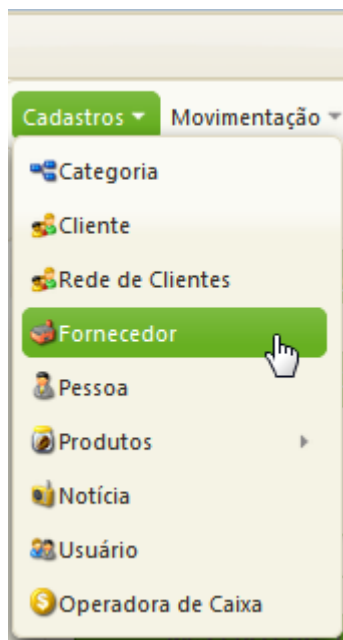 Cadastros Movimentação
Categoria
Cliente
Rede de Clientes
Fornecedor
Pessoa
Produtos
Notícia
Usuário
Operadora de Caixa